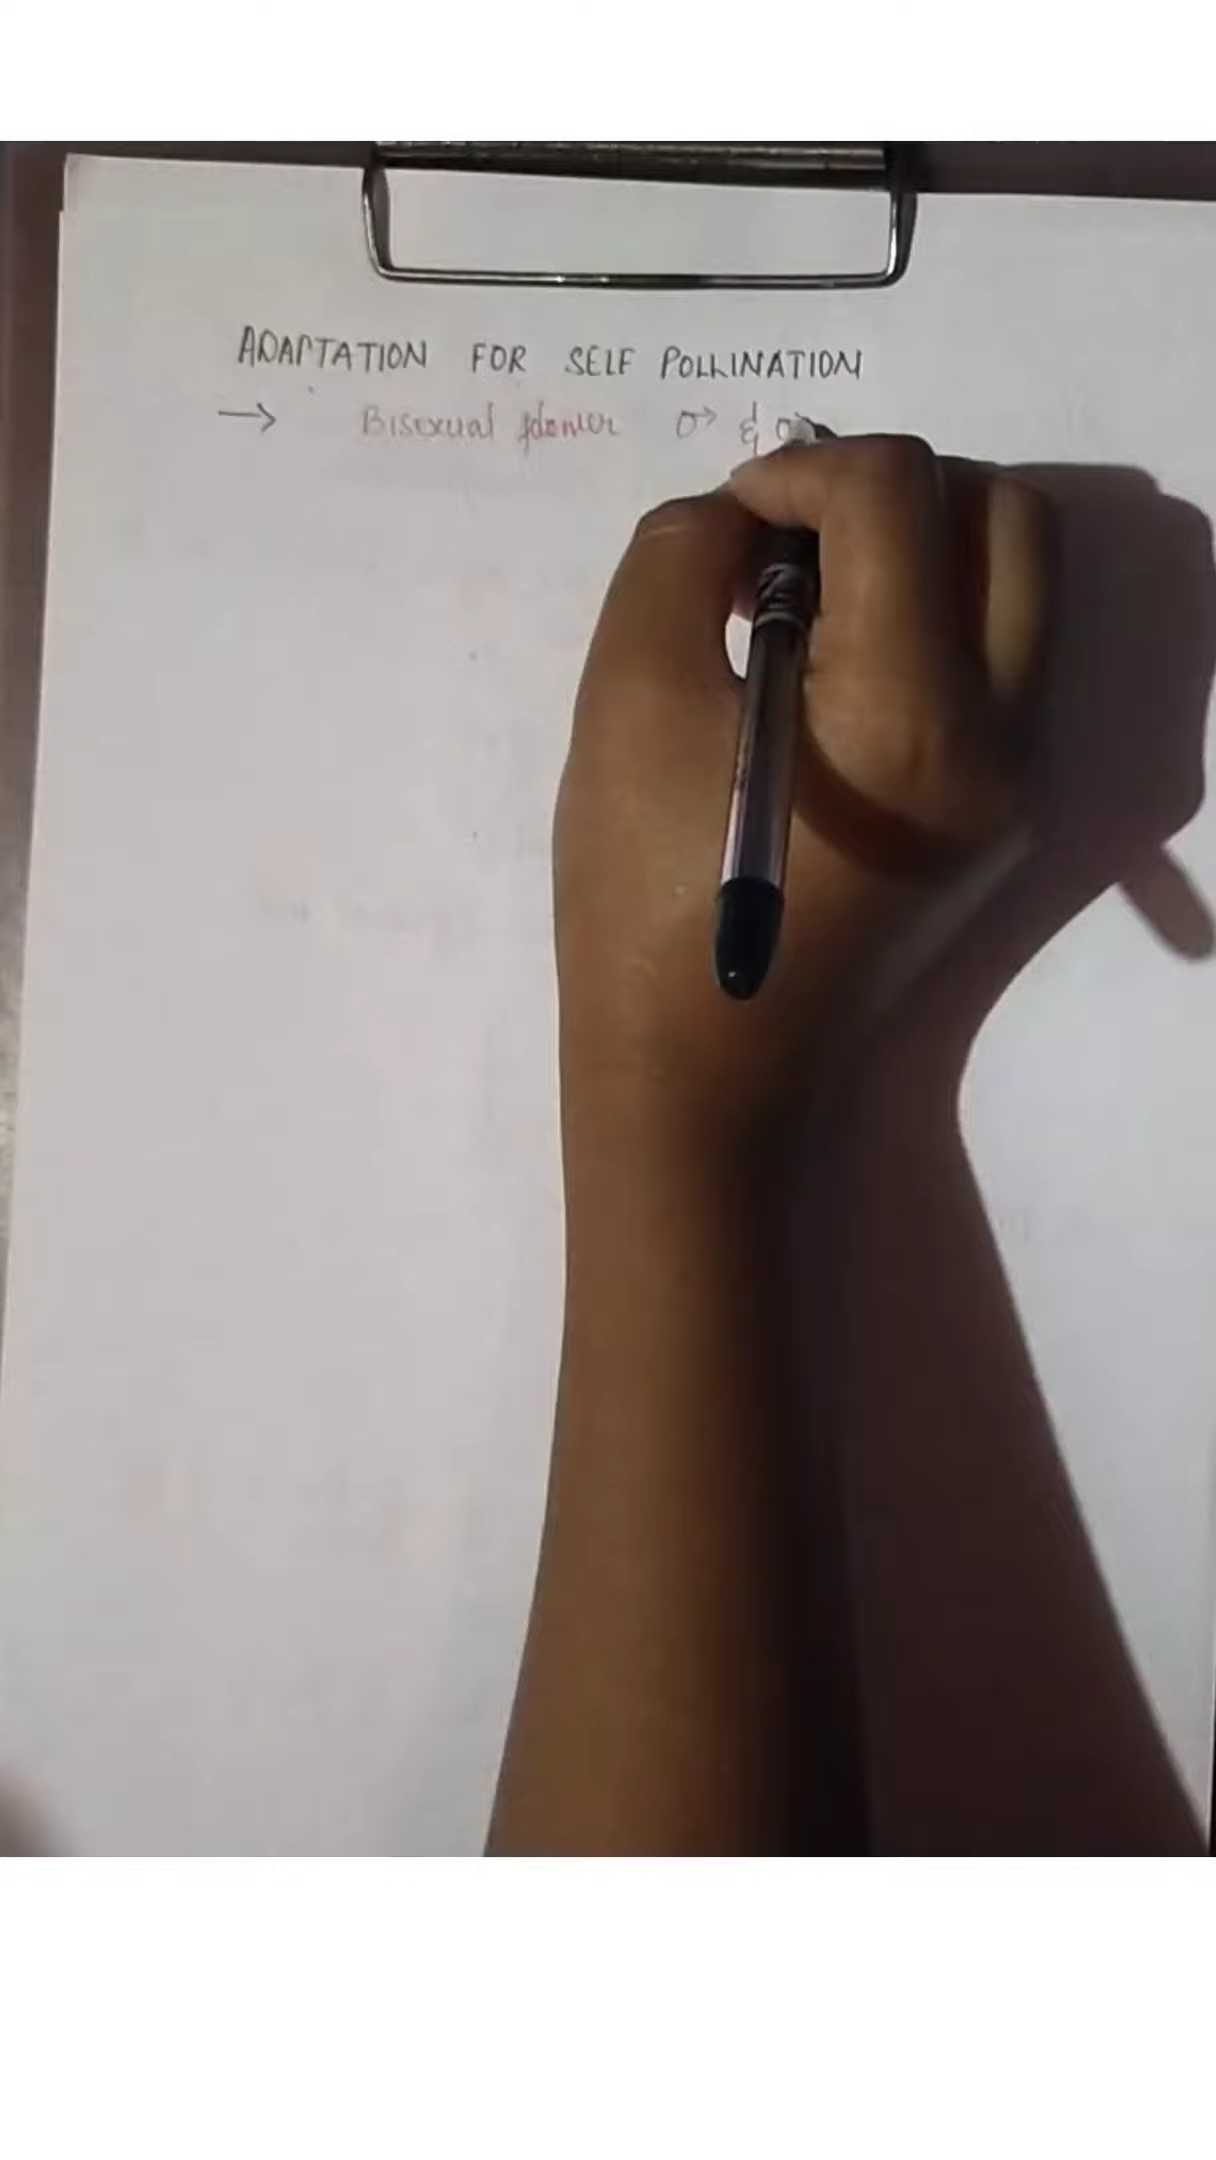 ADAPTATION FOR SELF POLLINATION
→ Bisexual flower ♂ &